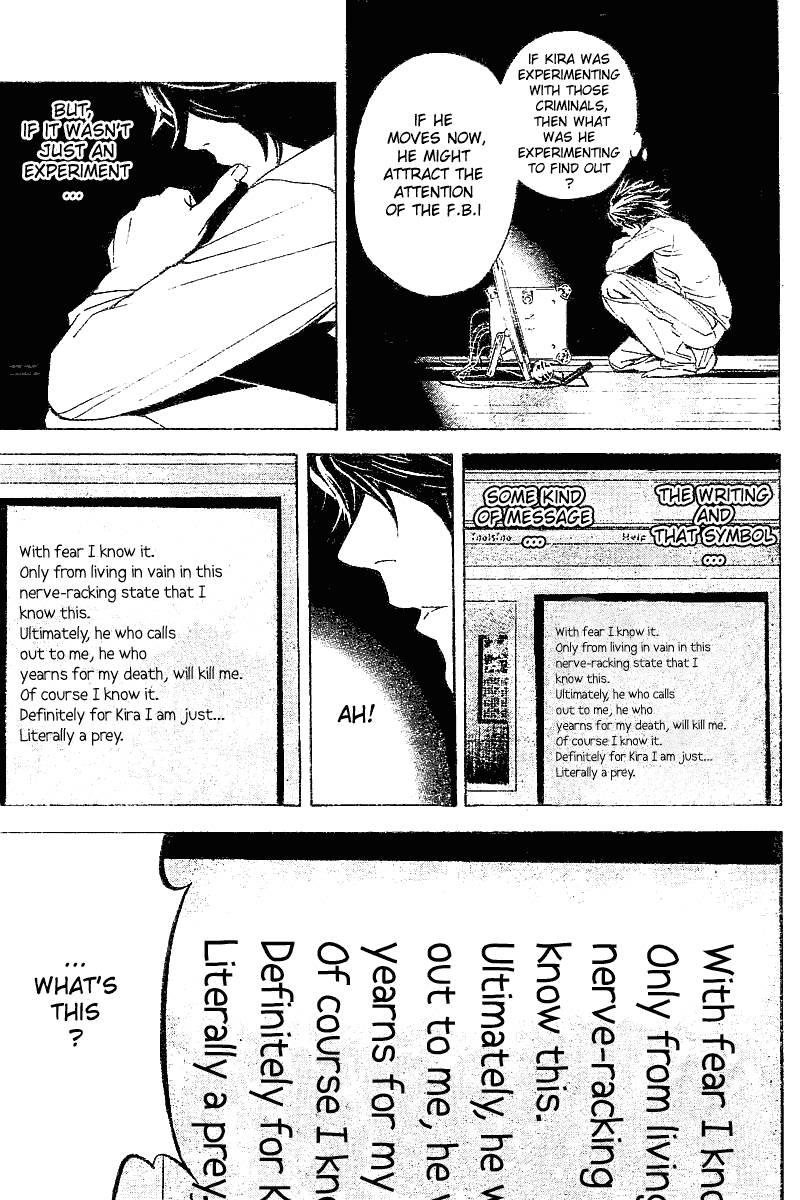 IF KIRA WAS
EXPERIMENTING
WITH THOSE
CRIMINALS,
THEN WHAT
WAS HE
EXPERIMENTING
TO FIND OUT
?
IF HE
MOVES NOW,
HE MIGHT
ATTRACT THE
ATTENTION
OF THE F.B.I
BUT,
IF IT WASN'T
JUST AN
EXPERIMENT
...
THE WRITING
AND
THAT SYMBOL
...
SOME KIND
OF MESSAGE
...
Help
With fear I know it.
Only from living in vain in this
nerve-racking state that I
know this.
Ultimately, he who calls
out to me, he who
yearns for my death, will kill me.
Of course I know it.
Definitely for Kira I am just...
Literally a prey.
AH!
With fear I know it.
Only from living in vain in this
nerve-racking state that I
know this.
Ultimately, he who calls
out to me, he who
yearns for my death, will kill me.
Of course I know it.
Definitely for Kira I am just...
Literally a prey.
With fear I kn
Only from living
nerve-racking
know this.
Ultimately, he w
out to me, he w
yearns for my
Of course I kn
Definitely for K
Literally a prey.
...
WHAT'S
THIS
?